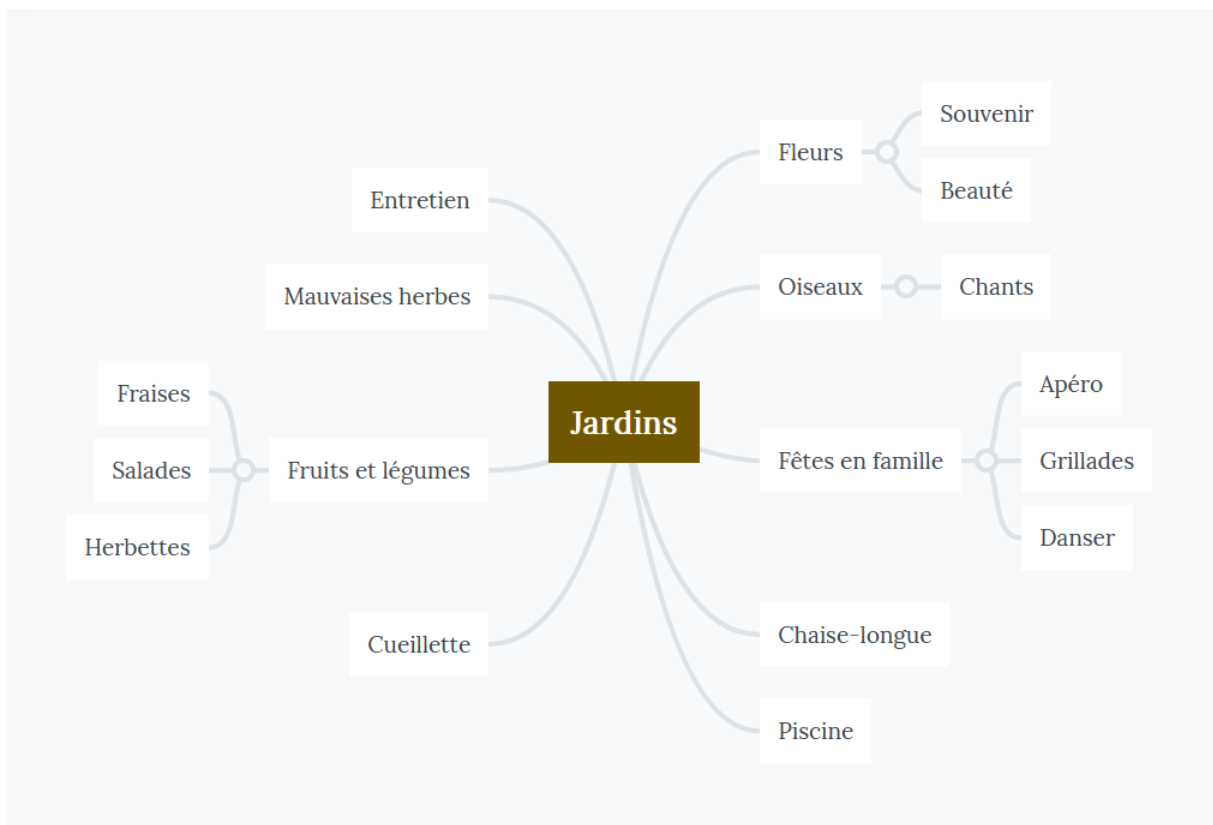 Jardins
Fleurs
Souvenir
Beauté
Oiseaux
Chants
Fêtes en famille
Apéro
Grillades
Danser
Chaise-longue
Piscine
Entretien
Mauvaises herbes
Fruits et légumes
Fraises
Salades
Herbettes
Cueillette